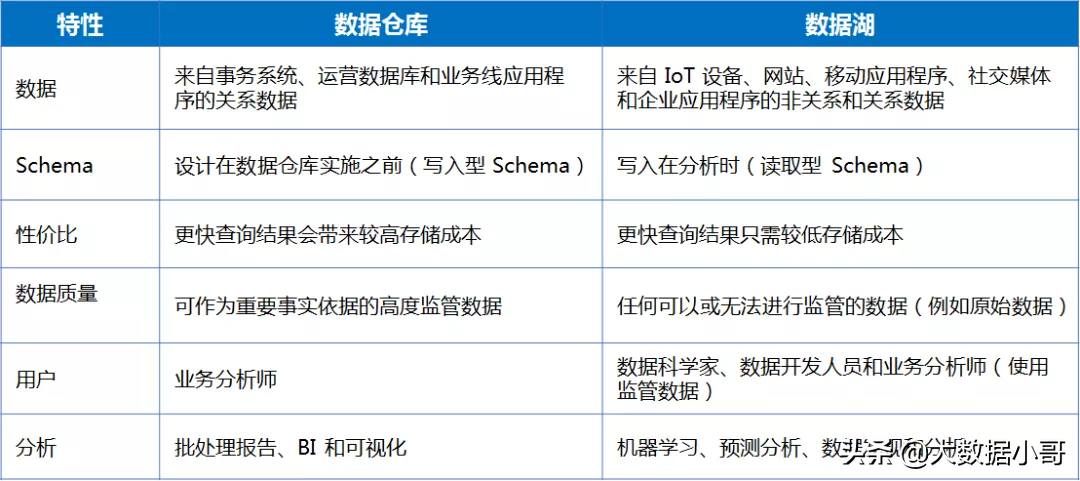 特性 数据仓库 数据湖
数据 来自事务系统、运营数据库和业务线应用程 来自 IoT 设备、网站、移动应用程序、社交媒体
序的关系数据 和企业应用程序的非关系和关系数据
Schema 设计在数据仓库实施之前（写入型 Schema） 写入在分析时（读取型 Schema）
性价比 更快查询结果会带来较高存储成本 更快查询结果只需较低存储成本
数据质量 可作为重要事实依据的高度监管数据 任何可以或无法进行监管的数据（例如原始数据）
用户 业务分析师 数据科学家、数据开发人员和业务分析师（使用
监管数据）
分析 批处理报告、BI 和可视化 机器学习、预测分析、数据
头条 @大数据小哥